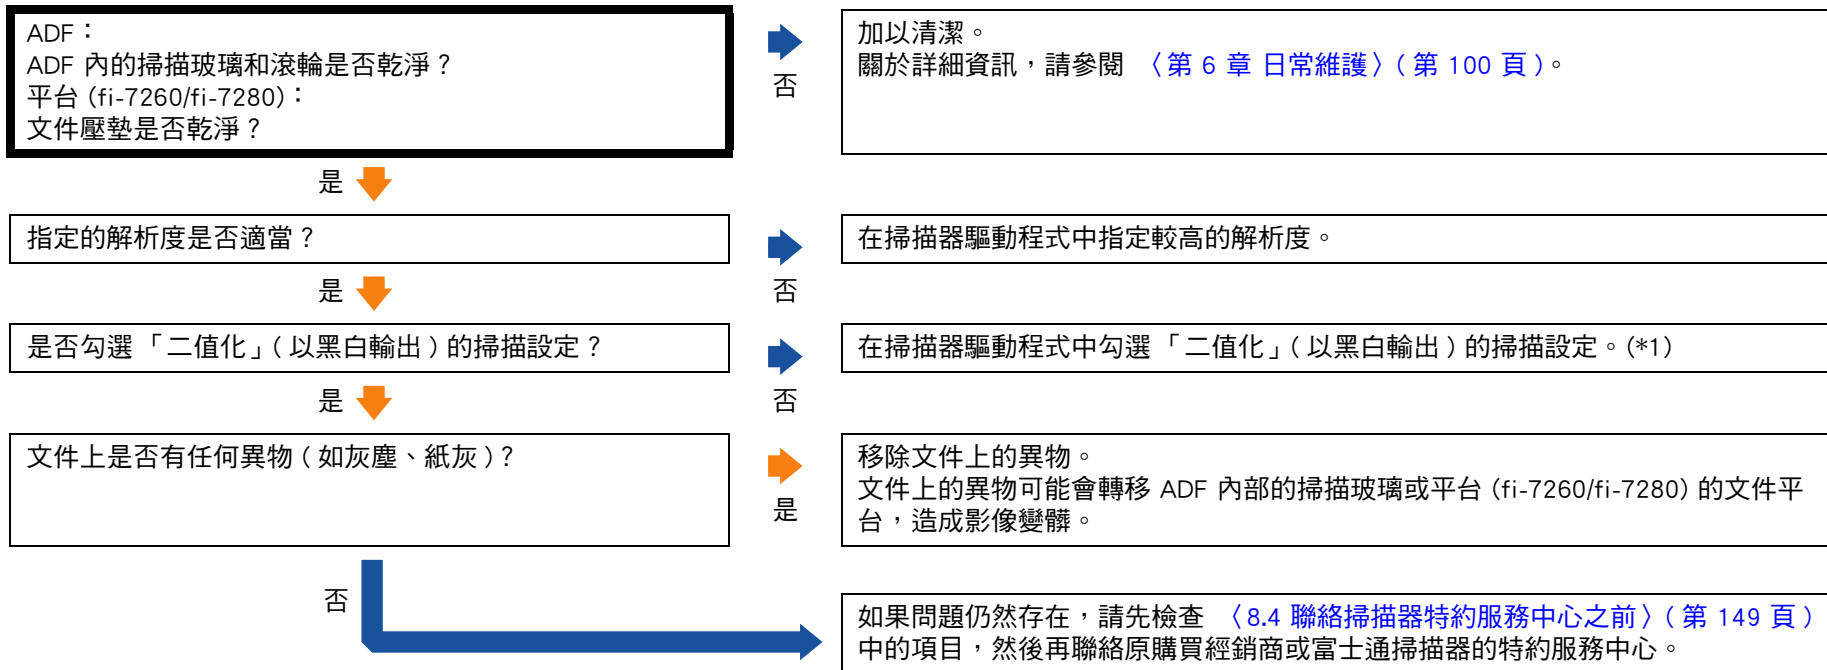 ADF：
ADF 內的掃描玻璃和滾輪是否乾淨？
平台 (fi-7260/fi-7280)：
文件壓墊是否乾淨？
否
加以清潔。
關於詳細資訊，請參閱 〈第 6 章 日常維護〉( 第 100 頁 )。
是
指定的解析度是否適當？
否
在掃描器驅動程式中指定較高的解析度。
是
是否勾選 「二值化」( 以黑白輸出 ) 的掃描設定？
否
在掃描器驅動程式中勾選 「二值化」( 以黑白輸出 ) 的掃描設定。(*1)
是
文件上是否有任何異物 ( 如灰塵、紙灰 )？
是
移除文件上的異物。
文件上的異物可能會轉移 ADF 內部的掃描玻璃或平台 (fi-7260/fi-7280) 的文件平
台，造成影像變髒。
否
如果問題仍然存在，請先檢查 〈8.4 聯絡掃描器特約服務中心之前〉( 第 149 頁 )
中的項目，然後再聯絡原購買經銷商或富士通掃描器的特約服務中心。